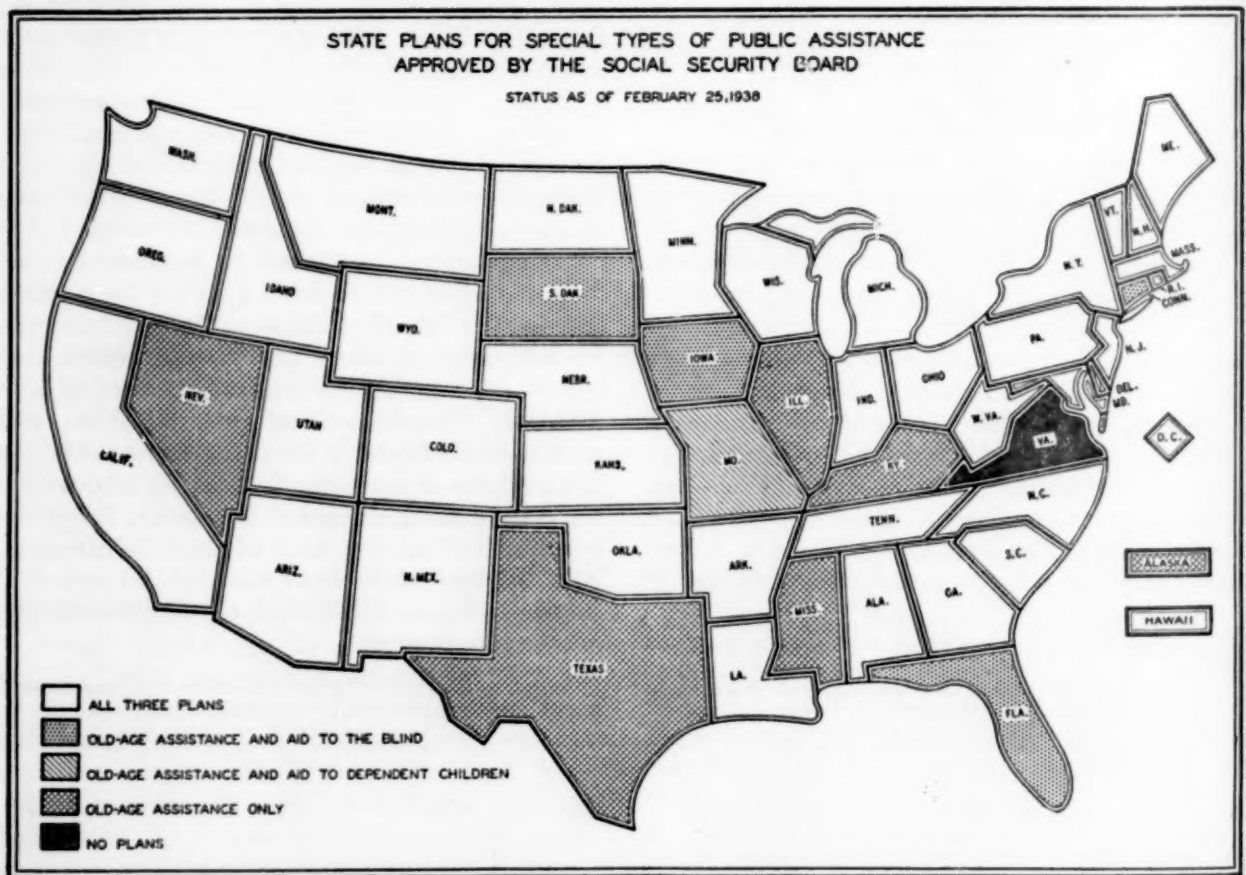 STATE PLANS FOR SPECIAL TYPES OF PUBLIC ASSISTANCE
APPROVED BY THE SOCIAL SECURITY BOARD
STATUS AS OF FEBRUARY 25, 1938
WASH.
OREG.
CALIF.
NEV.
IDAHO
MONT.
WYO.
UTAH
COLO.
ARIZ.
N. MEX.
N. DAK.
S. DAK.
NEBR.
KANS.
OKLA.
TEXAS
MINN.
IOWA
MO.
ARK.
LA.
WIS.
ILL.
MICH.
IND.
OHIO
KY.
TENN.
MISS.
ALA.
GA.
FLA.
S.C.
N.C.
VA.
W. VA.
PA.
N.Y.
VT.
N.H.
ME.
MASS.
R.I.
CONN.
N.J.
DEL.
MD.
D.C.
ALASKA
HAWAII
ALL THREE PLANS
OLD-AGE ASSISTANCE AND AID TO THE BLIND
OLD-AGE ASSISTANCE AND AID TO DEPENDENT CHILDREN
OLD-AGE ASSISTANCE ONLY
NO PLANS